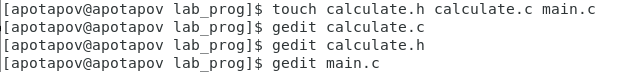 [apotapov@apotapov lab_prog]$ touch calculate.h calculate.c main.c
[apotapov@apotapov lab_prog]$ gedit calculate.c
[apotapov@apotapov lab_prog]$ gedit calculate.h
[apotapov@apotapov lab_prog]$ gedit main.c